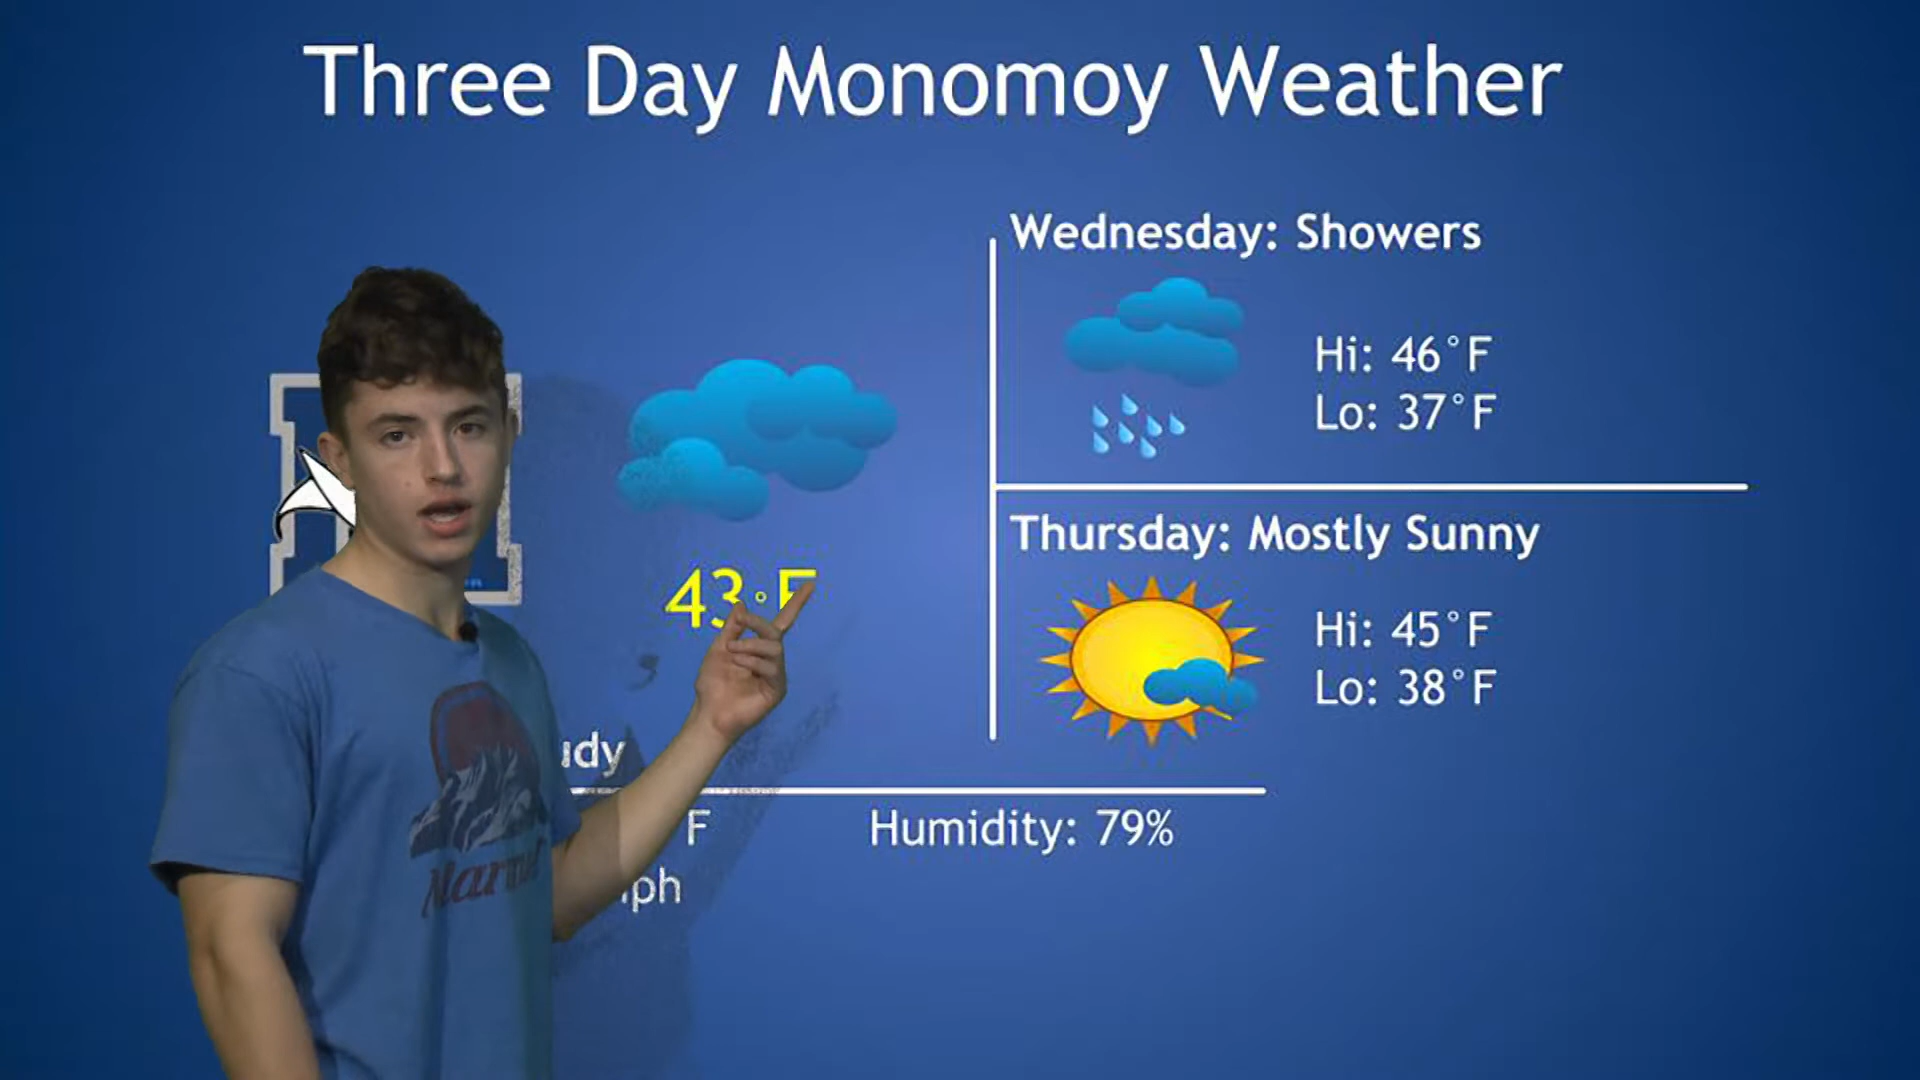 Three Day Monomoy Weather
Wednesday: Showers
Hi: 46°F
Lo: 37°F
43°F
Thursday: Mostly Sunny
Hi: 45°F
Lo: 38°F
F
Humidity: 79%